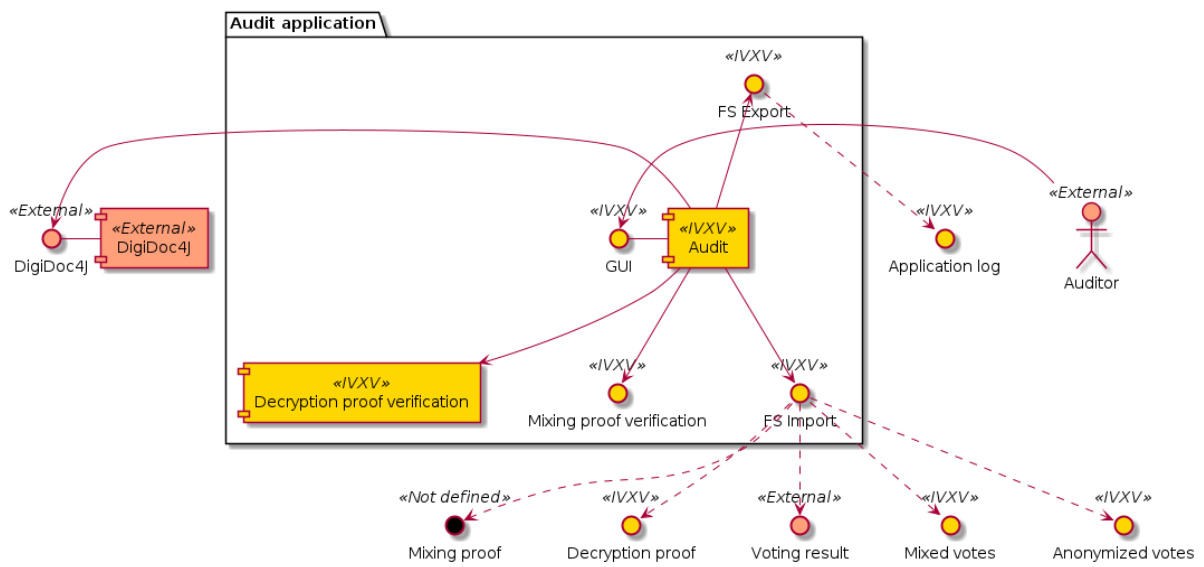 Audit application
«IVXV»
FS Export
«External»
«External»
DigiDoc4J
DigiDoc4J
«IVXV»
GUI
«IVXV»
Audit
«IVXV»
Application log
«External»
Auditor
«IVXV»
Decryption proof verification
«IVXV»
Mixing proof verification
«IVXV»
FS Import
«Not defined»
Mixing proof
«IVXV»
Decryption proof
«External»
Voting result
«IVXV»
Mixed votes
«IVXV»
Anonymized votes